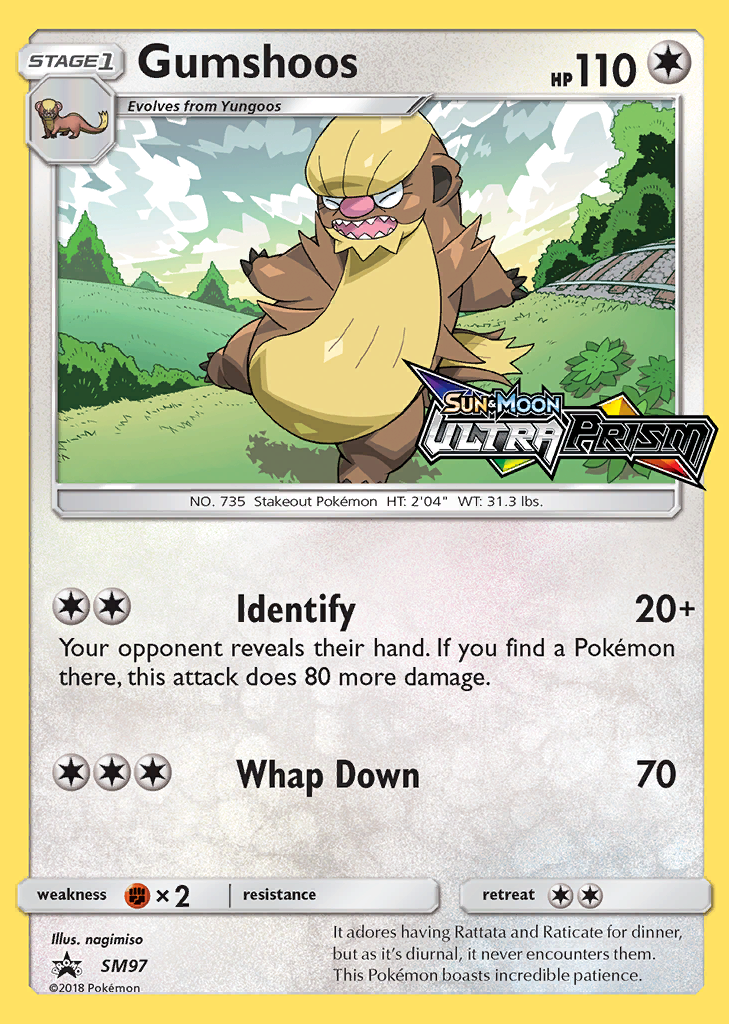 STAGE1
Gumshoos
HP 110
Evolves from Yungoos
SUN & MOON
ULTRA PRISM
NO. 735 Stakeout Pokémon HT: 2'04" WT: 31.3 lbs.
Identify 20+
Your opponent reveals their hand. If you find a Pokémon
there, this attack does 80 more damage.
Whap Down 70
weakness × 2 resistance retreat
Illus. nagimiso
SM97
©2018 Pokémon
It adores having Rattata and Raticate for dinner,
but as it's diurnal, it never encounters them.
This Pokémon boasts incredible patience.